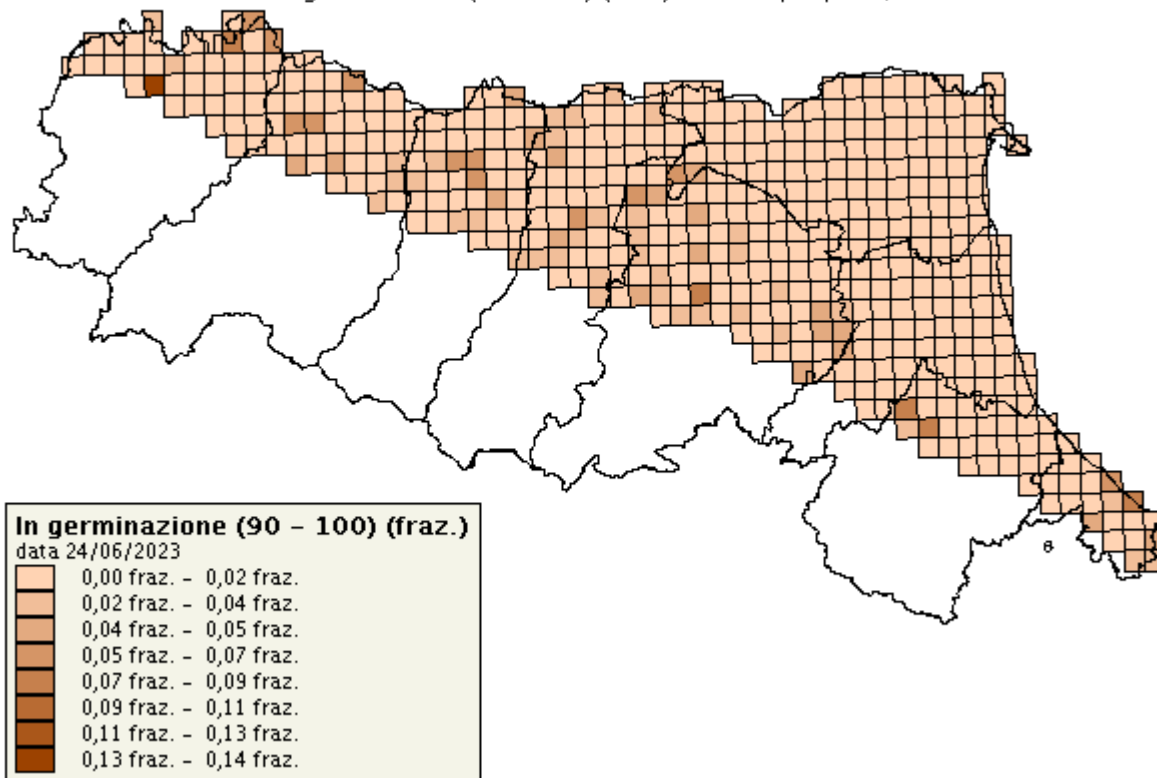 In germinazione (90 – 100) (fraz.)
data 24/06/2023
0,00 fraz. – 0,02 fraz.
0,02 fraz. – 0,04 fraz.
0,04 fraz. – 0,05 fraz.
0,05 fraz. – 0,07 fraz.
0,07 fraz. – 0,09 fraz.
0,09 fraz. – 0,11 fraz.
0,11 fraz. – 0,13 fraz.
0,13 fraz. – 0,14 fraz.